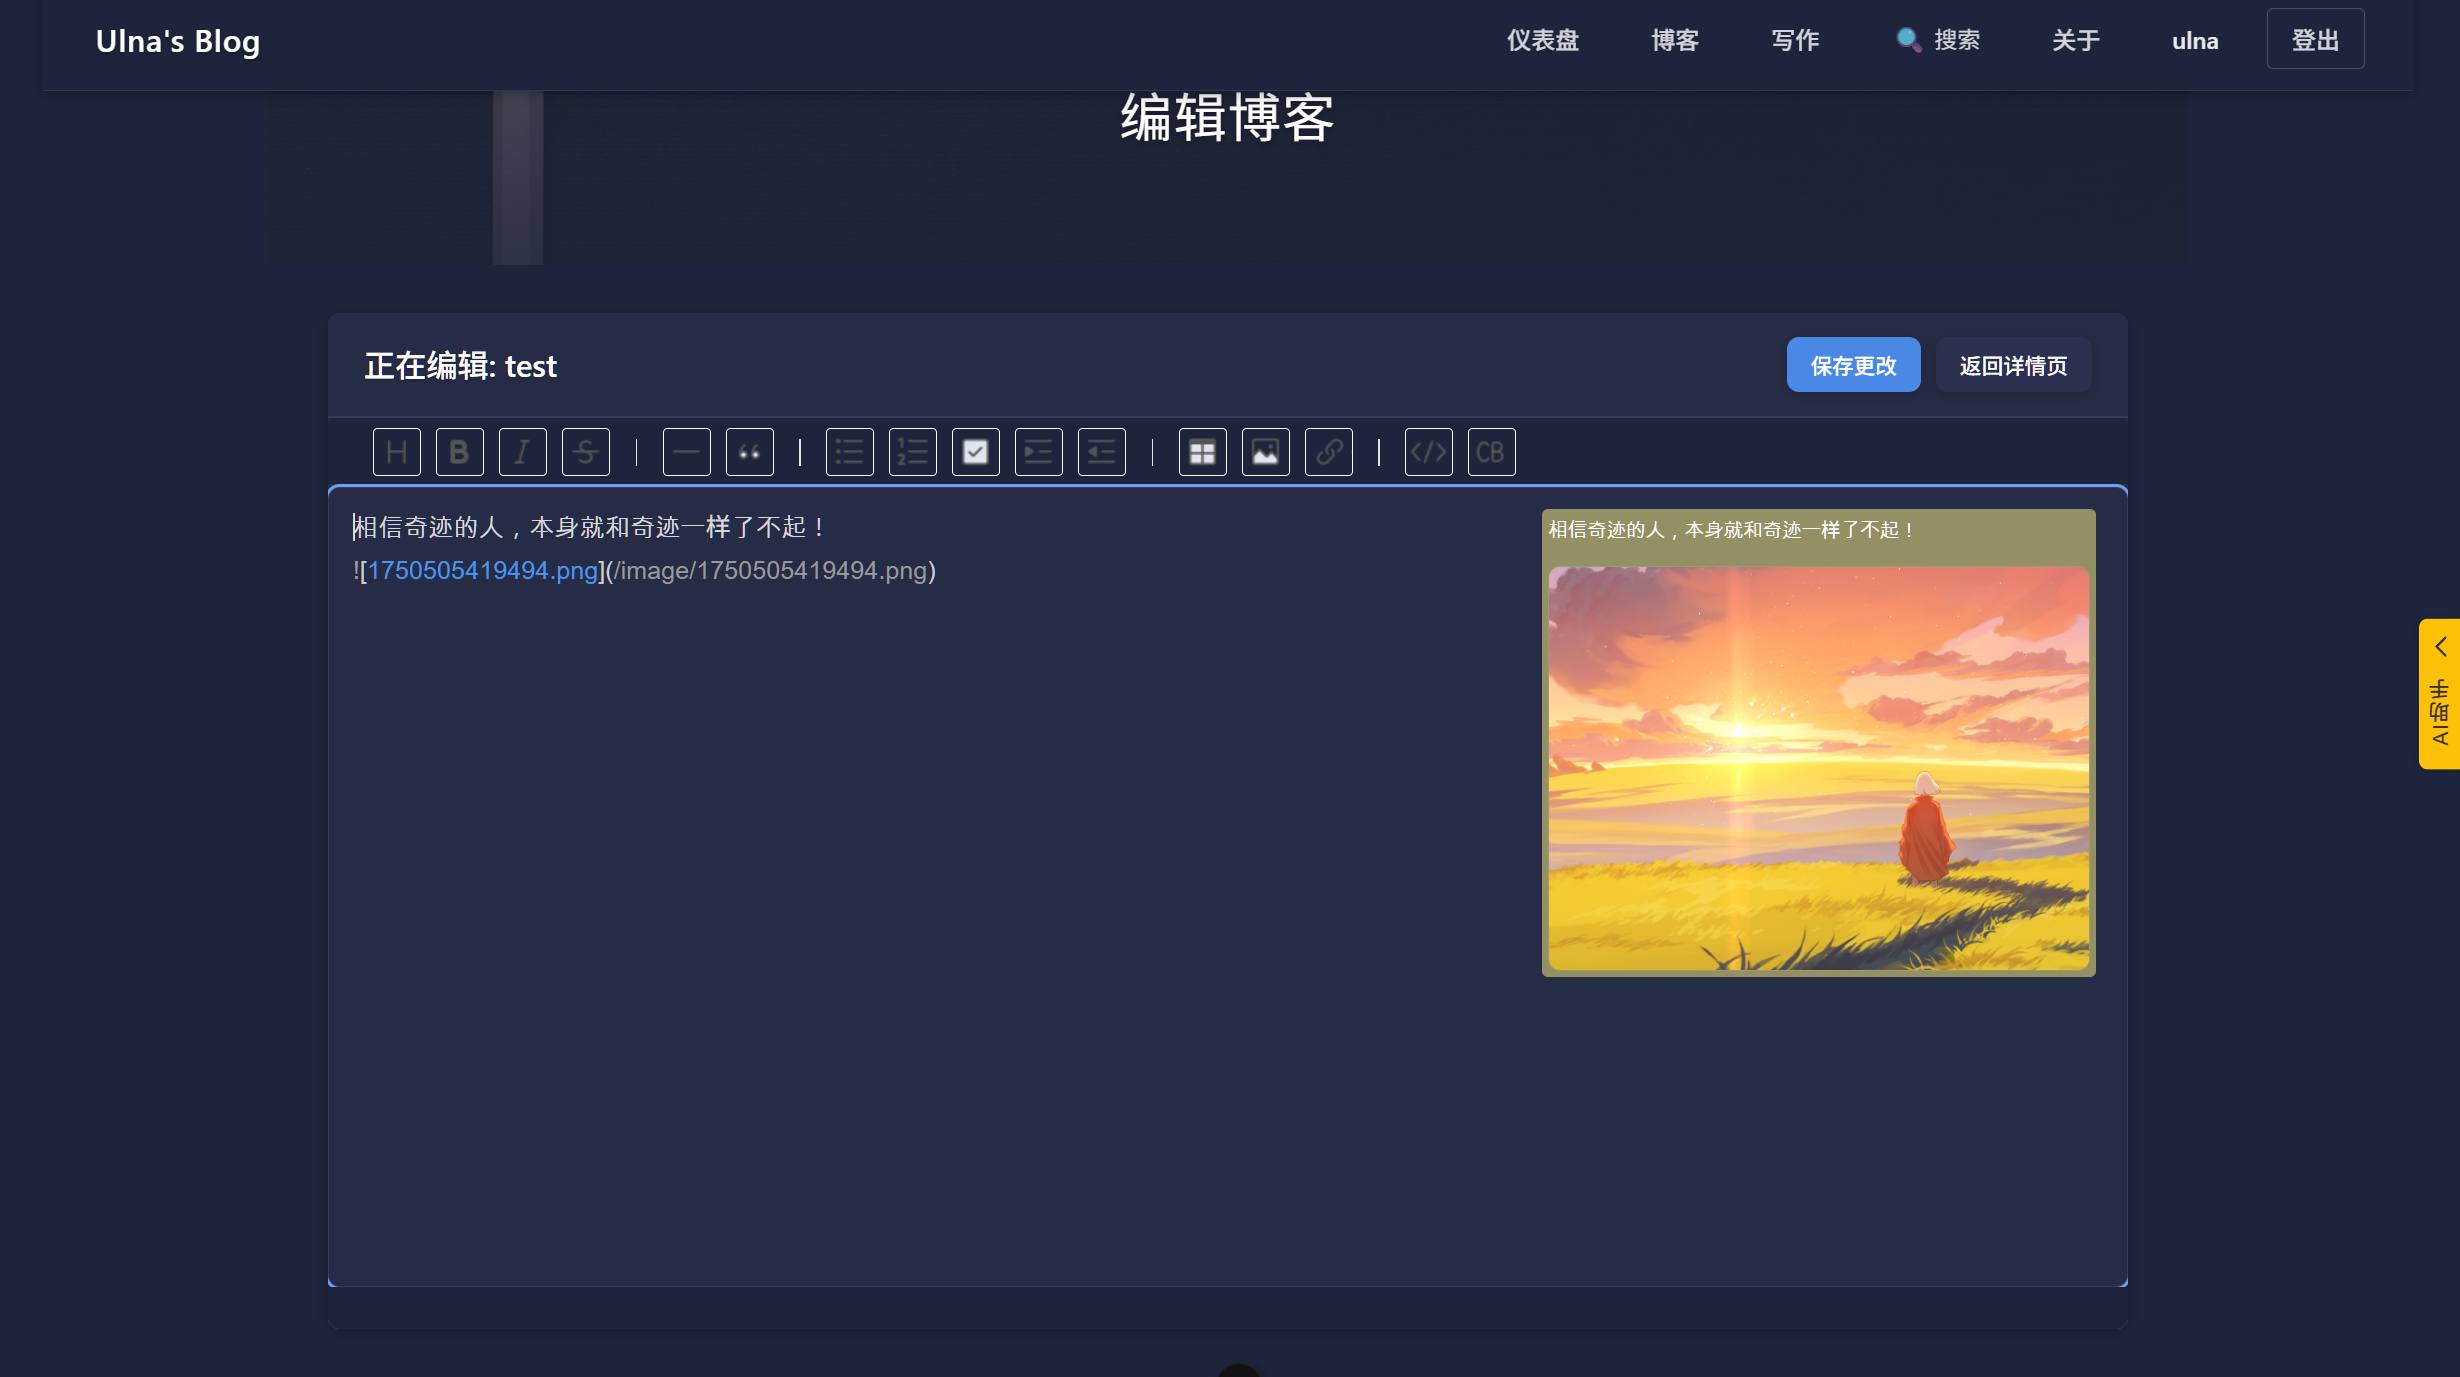 Ulna's Blog
仪表盘
博客
写作
搜索
关于
ulna
登出
编辑博客
正在编辑: test
保存更改
返回详情页
H B I S
CB
相信奇迹的人，本身就和奇迹一样了不起！
![1750505419494.png](/image/1750505419494.png)
相信奇迹的人，本身就和奇迹一样了不起！
AI助手